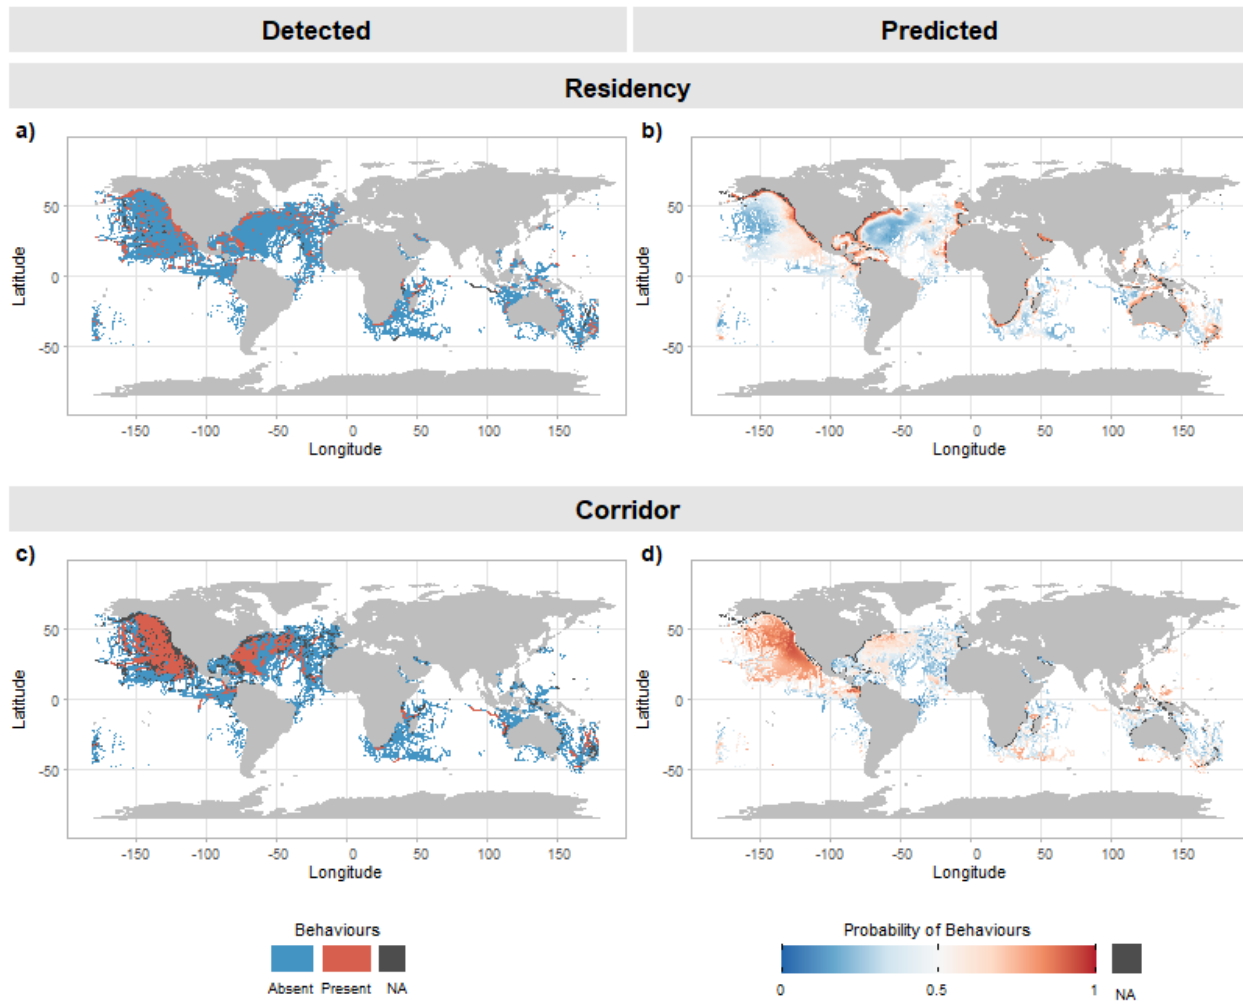 Detected
Predicted
Residency
a)
b)
50
0
-50
Latitude
-150 -100 -50 0 50 100 150
Longitude
50
0
-50
Latitude
-150 -100 -50 0 50 100 150
Longitude
Corridor
c)
d)
50
0
-50
Latitude
-150 -100 -50 0 50 100 150
Longitude
50
0
-50
Latitude
-150 -100 -50 0 50 100 150
Longitude
Behaviours
Absent Present NA
Probability of Behaviours
0 0.5 1 NA